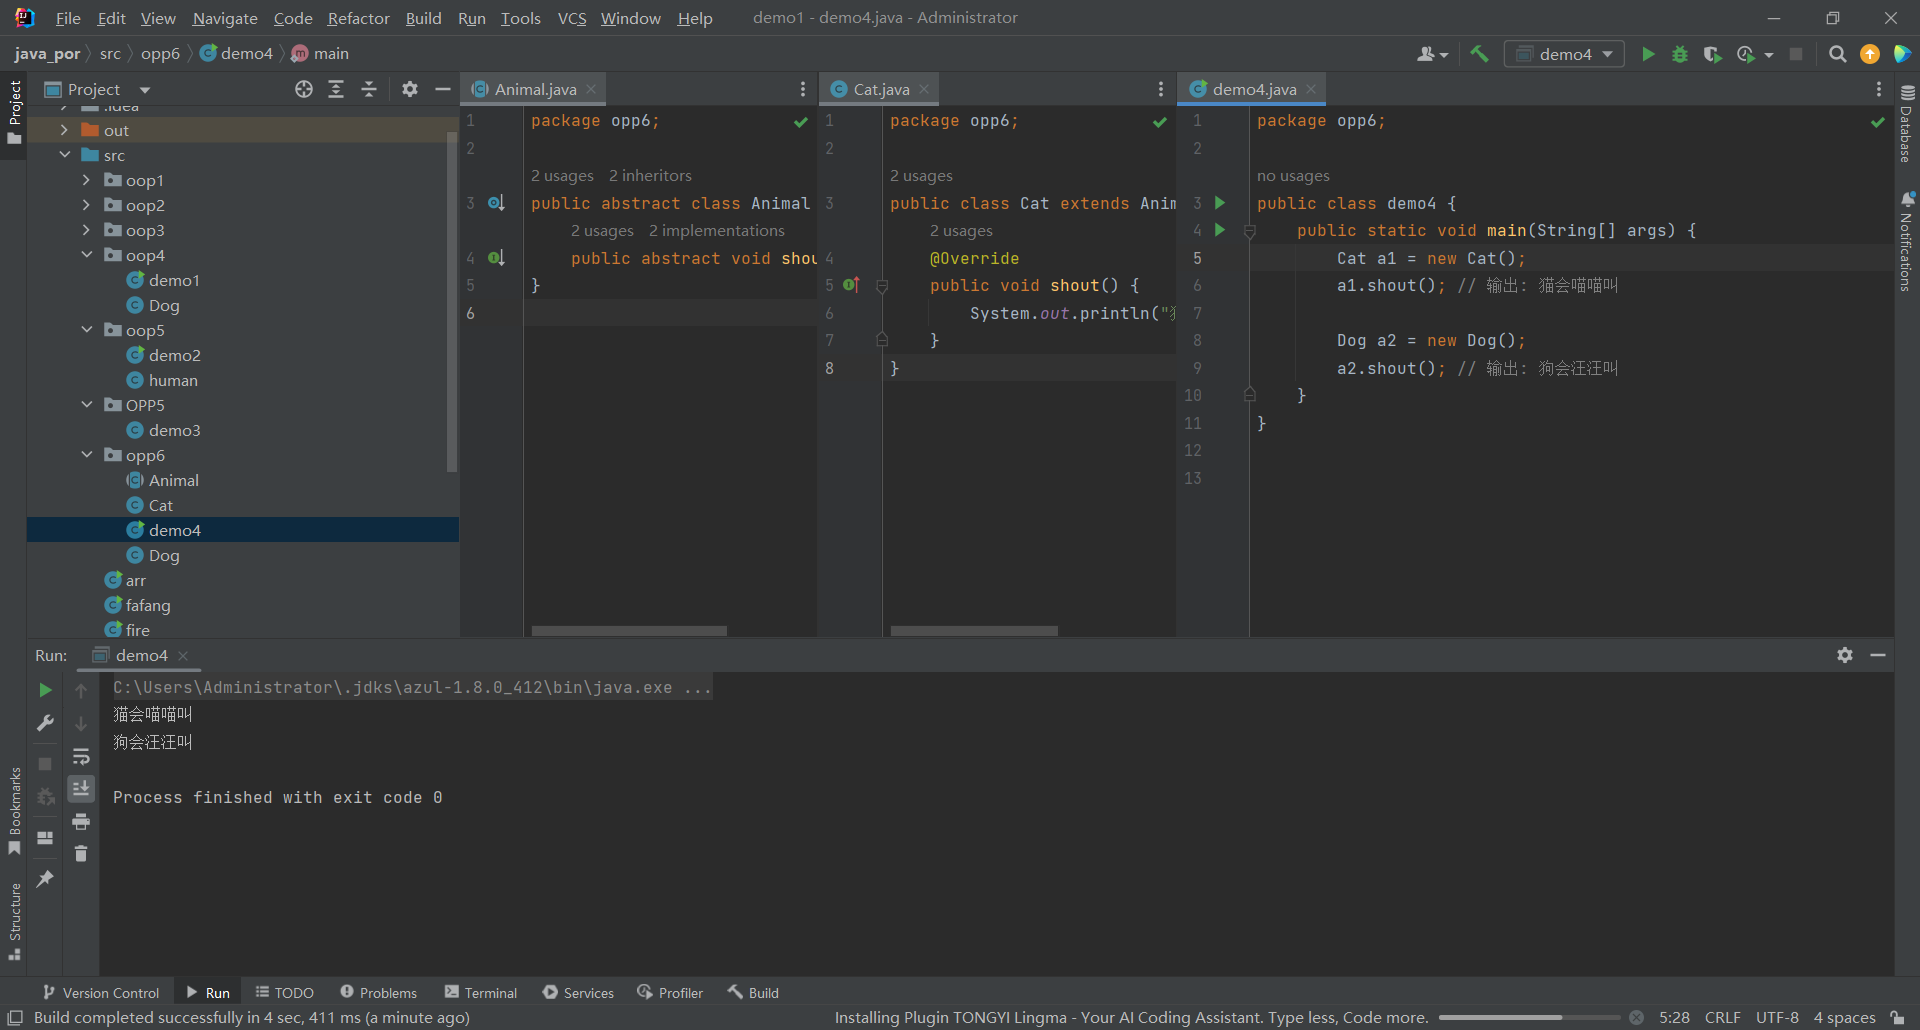 File Edit View Navigate Code Refactor Build Run Tools VCS Window Help demo1 - demo4.java - Administrator
java_por src opp6 demo4 main
demo4
Project
Animal.java
Cat.java
demo4.java
Project
Database
Notifications
Bookmarks
Structure
.idea
out
src
oop1
oop2
oop3
oop4
demo1
Dog
oop5
demo2
human
OPP5
demo3
opp6
Animal
Cat
demo4
Dog
arr
fafang
fire
1 package opp6;
2
2 usages 2 inheritors
3 public abstract class Animal
2 usages 2 implementations
4 public abstract void shou
5 }
6
1 package opp6;
2
2 usages
3 public class Cat extends Anim
2 usages
4 @Override
5 public void shout() {
6 System.out.println("
7 }
8 }
1 package opp6;
2
no usages
3 public class demo4 {
4 public static void main(String[] args) {
5 Cat a1 = new Cat();
6 a1.shout(); // 输出: 猫会喵喵叫
7
8 Dog a2 = new Dog();
9 a2.shout(); // 输出: 狗会汪汪叫
10 }
11 }
12
13
Run: demo4
C:\Users\Administrator\.jdks\azul-1.8.0_412\bin\java.exe ...
猫会喵喵叫
狗会汪汪叫
Process finished with exit code 0
Version Control Run TODO Problems Terminal Services Profiler Build
Build completed successfully in 4 sec, 411 ms (a minute ago)
Installing Plugin TONGYI Lingma - Your AI Coding Assistant. Type less, Code more.
5:28 CRLF UTF-8 4 spaces